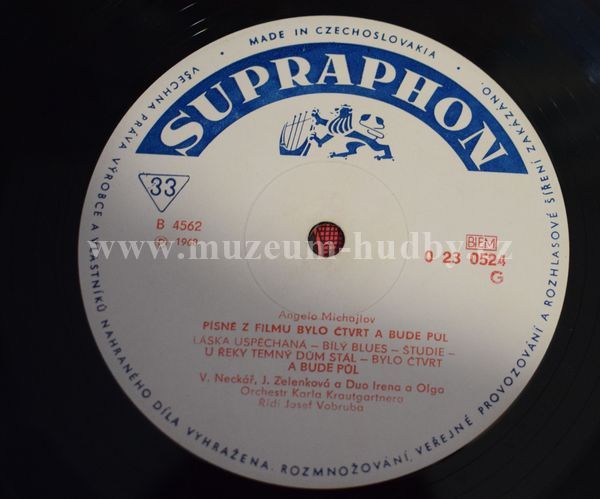 MADE IN CZECHOSLOVAKIA
SUPRAPHON
VŠECHNA PRÁVA VÝROBCE A VLASTNÍKŮ NAHRANÉHO DÍLA VYHRAŽENA. ROZMNOŽOVÁNÍ, VEŘEJNÉ PROVOZOVÁNÍ A ROZHLASOVÉ ŠÍŘENÍ ZAKÁZÁNO.
33
B 4562
Ⓟ 1968
BIEM
0 23 0524
G
www.muzeum-hudby.cz
Angelo Michajlov
PÍSNĚ Z FILMU BYLO ČTVRT A BUDE PŮL
LÁSKA USPĚCHANÁ – BÍLÝ BLUES – STUDIE –
U ŘEKY TEMNÝ DŮM STÁL – BYLO ČTVRT
A BUDE PŮL
V. Neckář, J. Zelenková a Duo Irena a Olga
Orchestr Karla Krautgartnera
Řídí Josef Vobruba